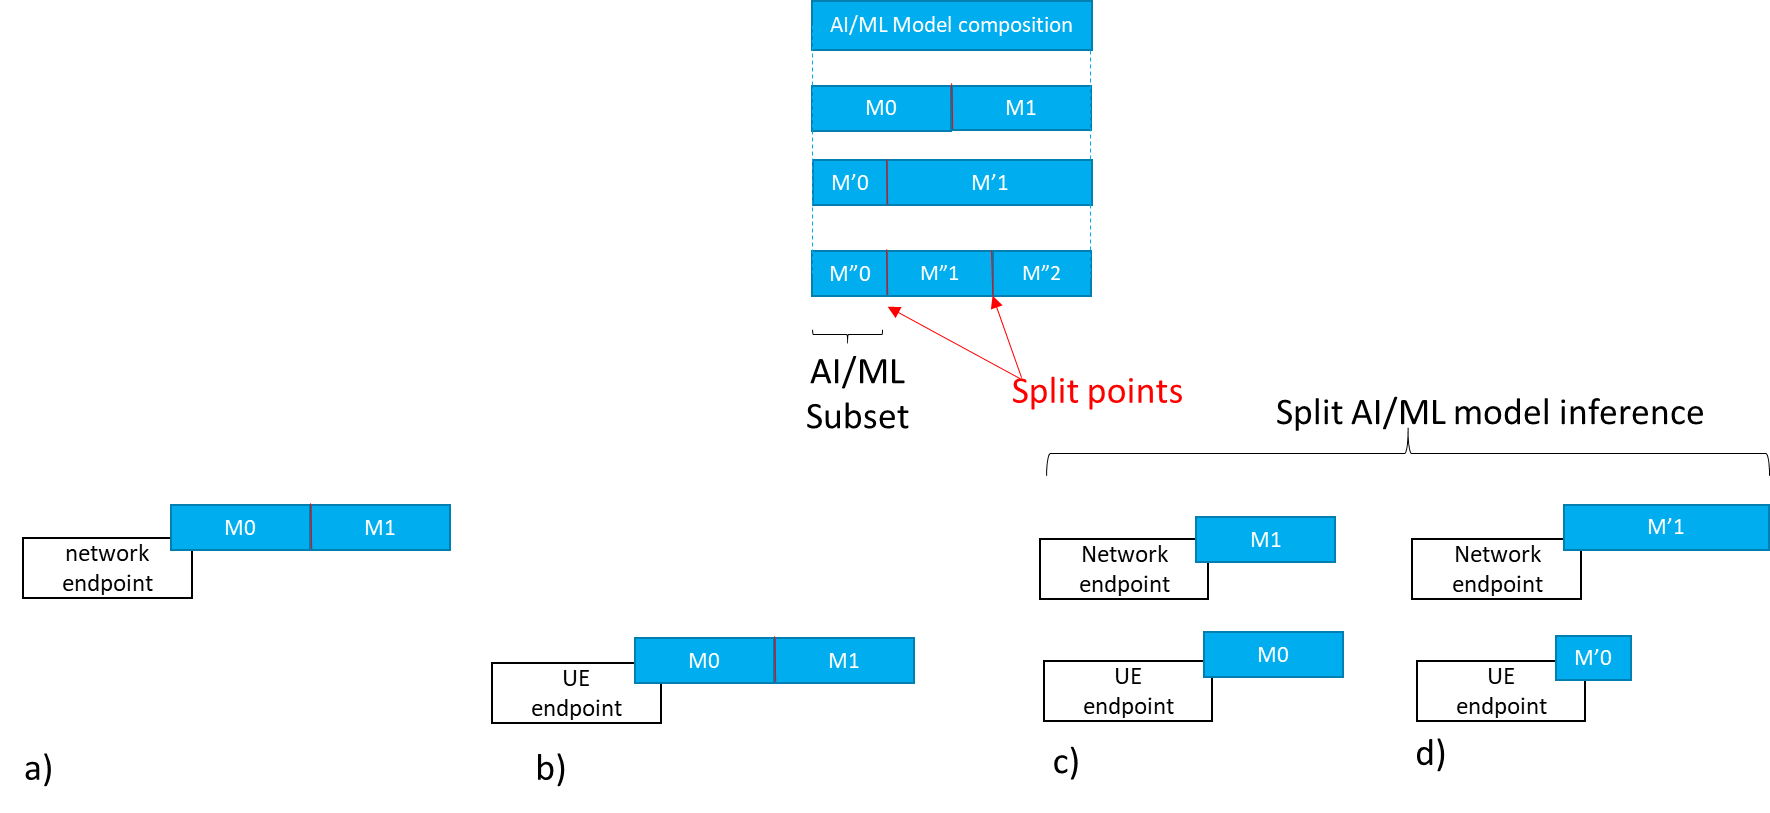 AI/ML Model composition
M0 M1
M’0 M’1
M”0 M”1 M”2
AI/ML
Subset
Split points
Split AI/ML model inference
M0 M1
network
endpoint
a)
M0 M1
UE
endpoint
b)
M1
Network
endpoint
M0
UE
endpoint
c)
M’1
Network
endpoint
M’0
UE
endpoint
d)